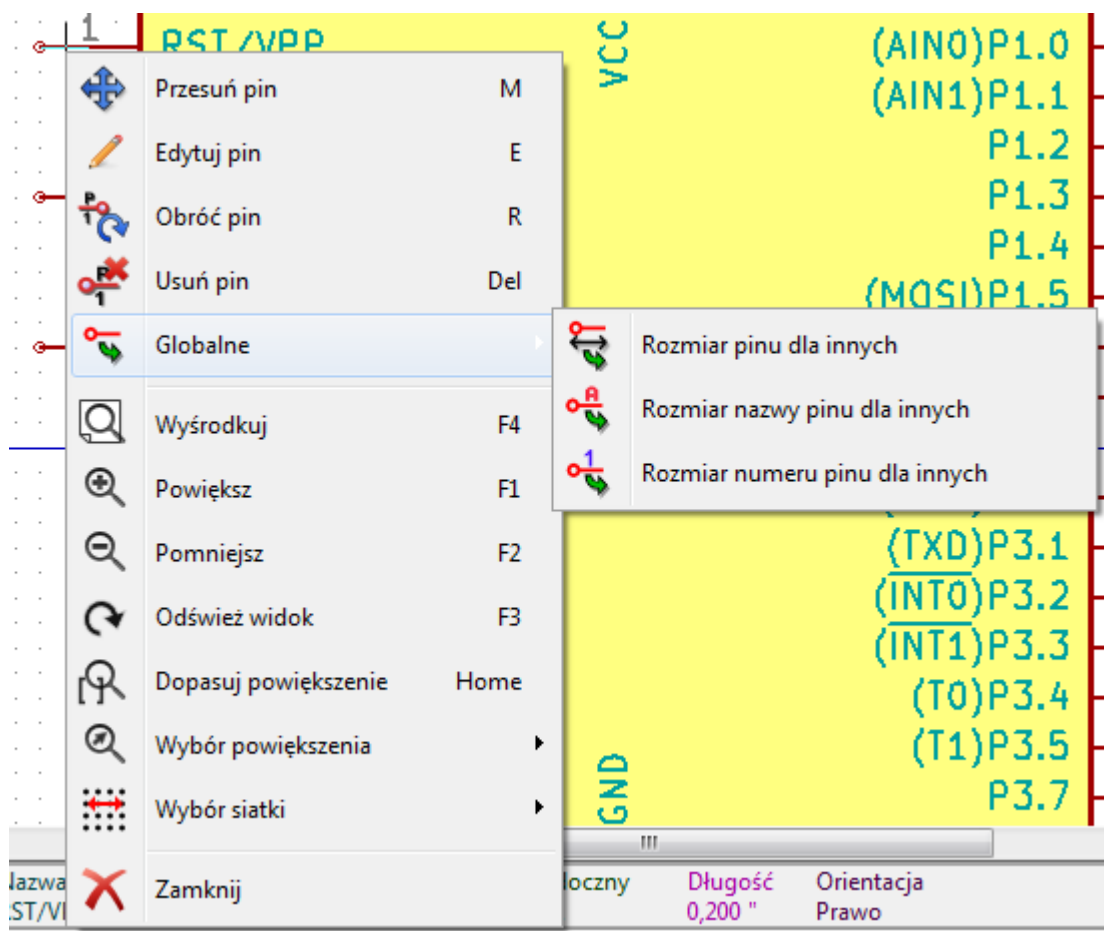 1
RST/VPP
VCC
(AIN0)P1.0
(AIN1)P1.1
P1.2
P1.3
P1.4
(MOSI)P1.5
Przesuń pin M
Edytuj pin E
Obróć pin R
Usuń pin Del
Globalne
Rozmiar pinu dla innych
Rozmiar nazwy pinu dla innych
Rozmiar numeru pinu dla innych
Wyśrodkuj F4
Powiększ F1
Pomniejsz F2
Odśwież widok F3
Dopasuj powiększenie Home
Wybór powiększenia
Wybór siatki
Zamknij
(TXD)P3.1
(INT0)P3.2
(INT1)P3.3
(T0)P3.4
(T1)P3.5
P3.7
GND
Długość Orientacja
0,200 " Prawo